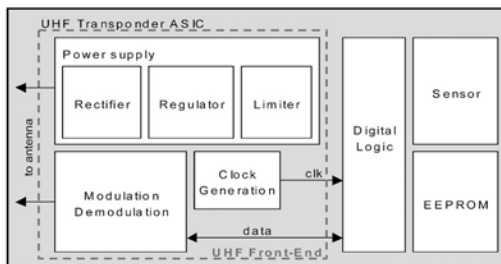 UHF Transponder ASIC
Power supply
Rectifier
Regulator
Limiter
Digital
Logic
Sensor
to antenna
Modulation
Demodulation
Clock
Generation
clk
EEPROM
data
UHF Front-End